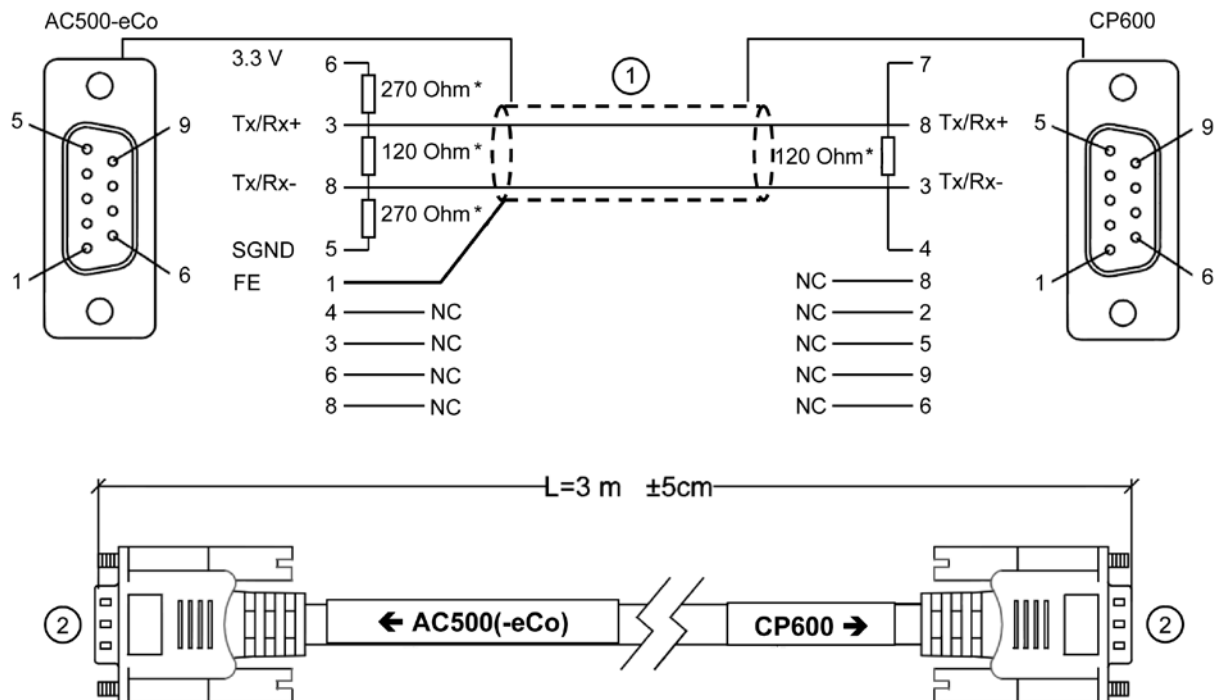 AC500-eCo
CP600
3.3 V 6 270 Ohm* 1 7
5 9 Tx/Rx+ 3 8 Tx/Rx+ 5 9
120 Ohm* 120 Ohm*
Tx/Rx- 8 3 Tx/Rx-
270 Ohm*
SGND 5 4
1 6 FE 1 NC 8 1 6
4 NC NC 2
3 NC NC 5
6 NC NC 9
8 NC NC 6
L=3 m ±5cm
2 ← AC500(-eCo) CP600 → 2